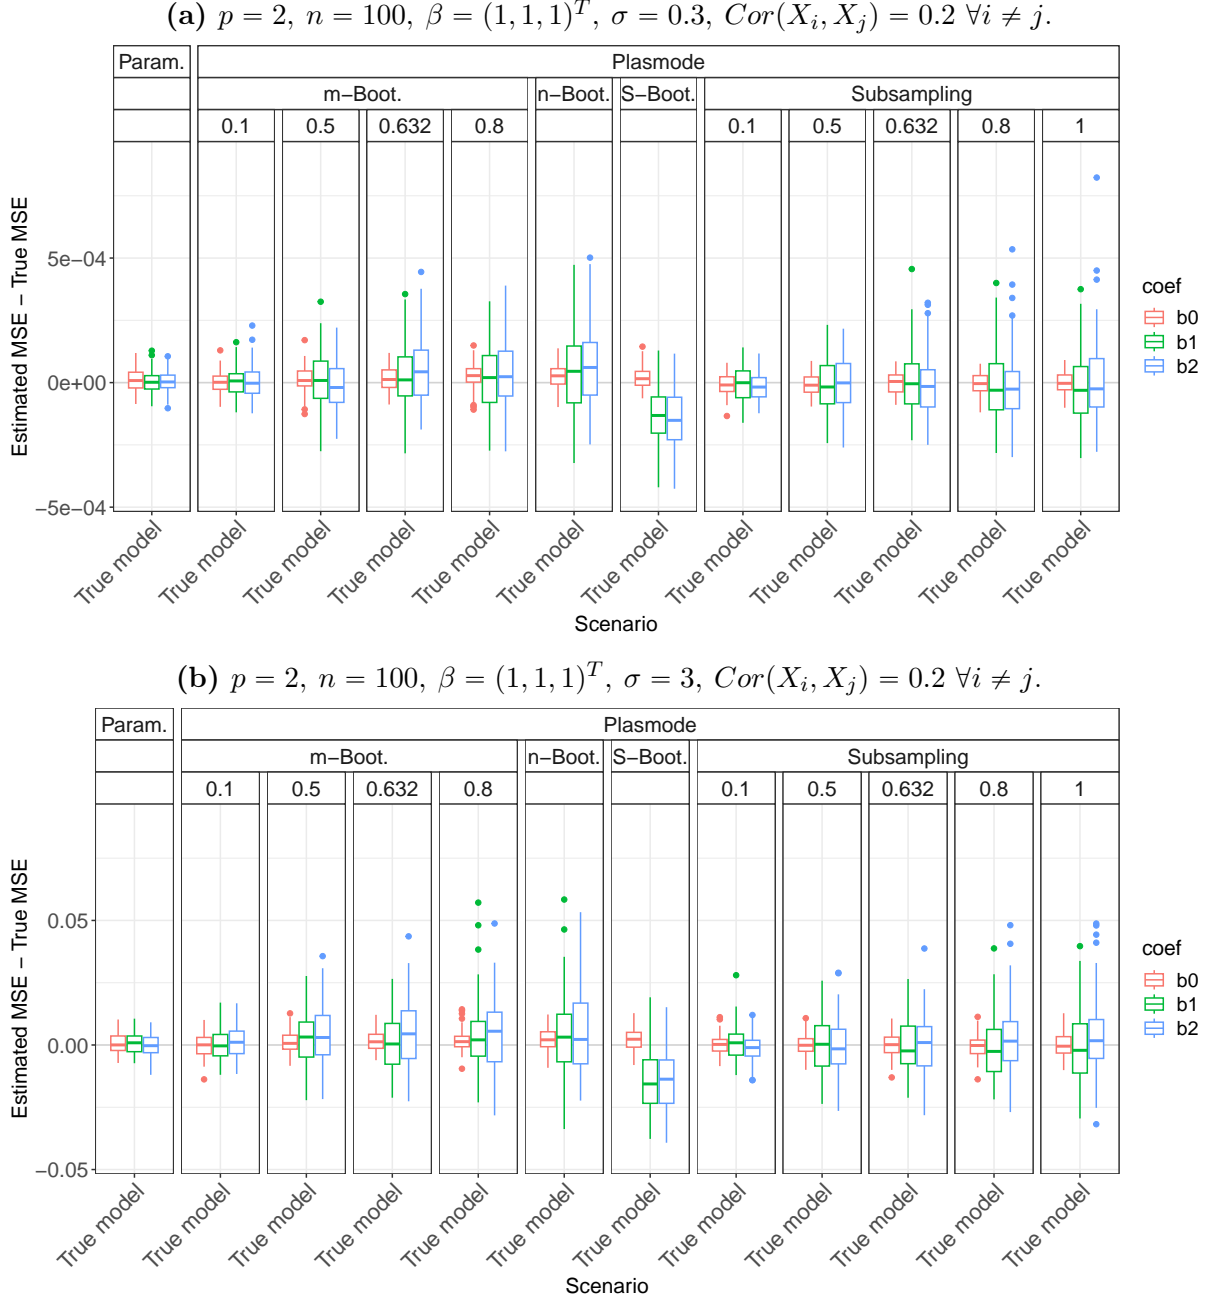 (a) p = 2, n = 100, β = (1, 1, 1)^T, σ = 0.3, Cor(X_i, X_j) = 0.2 ∀i ≠ j.
Param. Plasmode
m−Boot. n−Boot. S−Boot. Subsampling
0.1 0.5 0.632 0.8 0.1 0.5 0.632 0.8 1
Estimated MSE − True MSE
5e−04
0e+00
−5e−04
coef
b0
b1
b2
True model True model True model True model True model True model True model True model True model True model True model True model
Scenario
(b) p = 2, n = 100, β = (1, 1, 1)^T, σ = 3, Cor(X_i, X_j) = 0.2 ∀i ≠ j.
Param. Plasmode
m−Boot. n−Boot. S−Boot. Subsampling
0.1 0.5 0.632 0.8 0.1 0.5 0.632 0.8 1
Estimated MSE − True MSE
0.05
0.00
−0.05
coef
b0
b1
b2
True model True model True model True model True model True model True model True model True model True model True model True model
Scenario